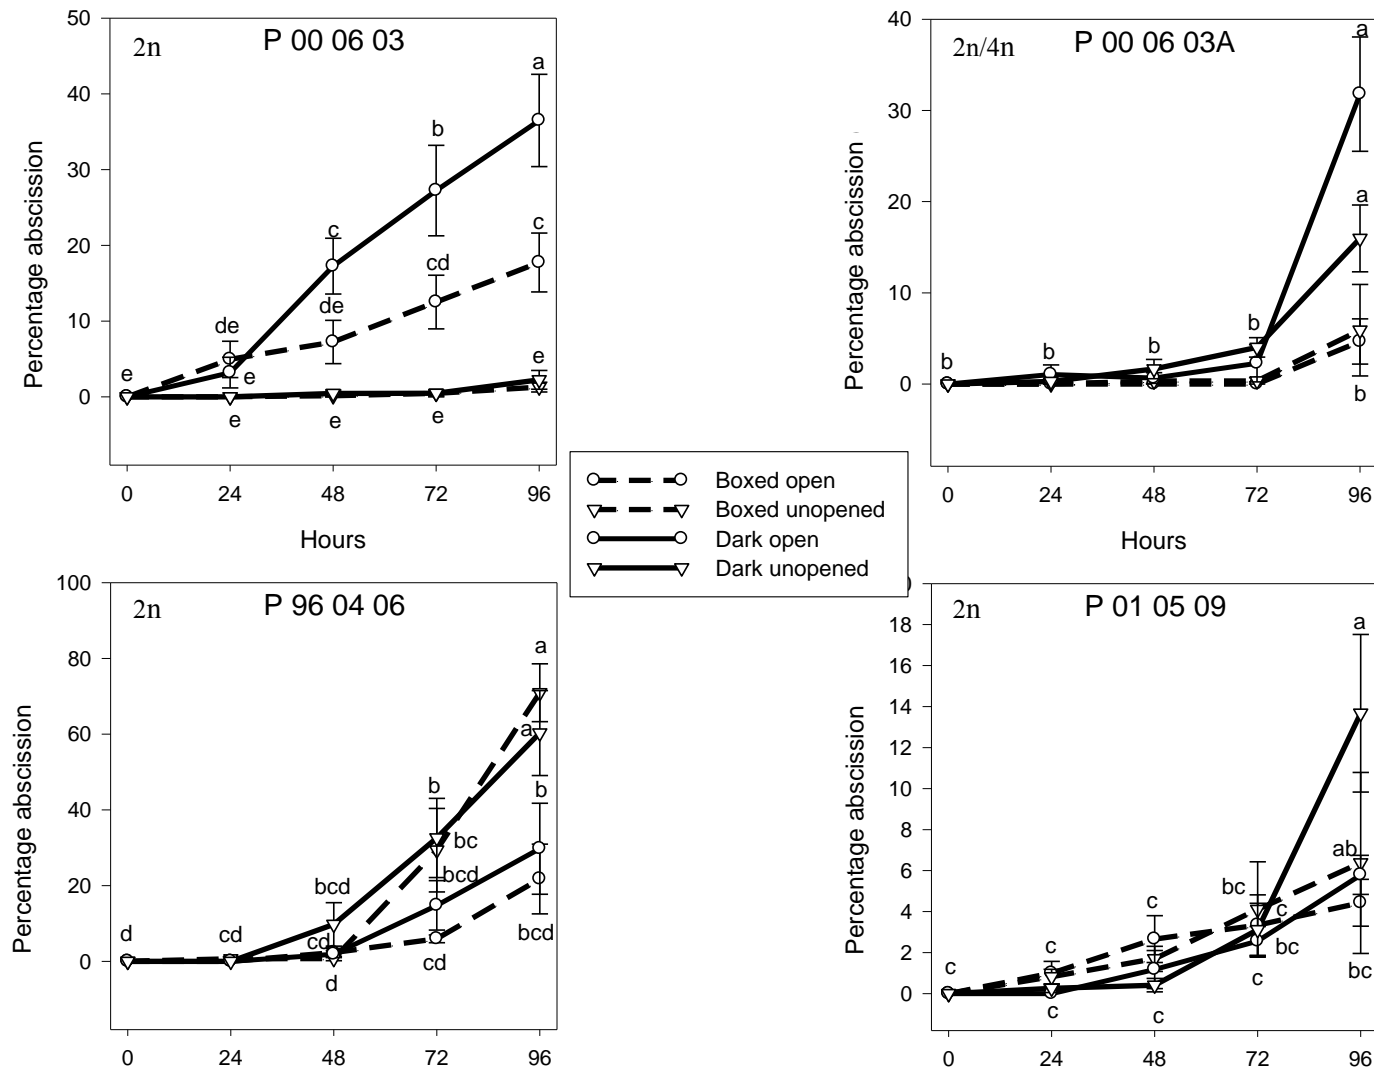 P 00 06 03
2n
Percentage abscission
50
40
30
20
10
0
a
b
c
c
cd
de
de
e
e
e
e
e
e
0 24 48 72 96
Hours
P 00 06 03A
2n/4n
Percentage abscission
40
30
20
10
0
a
a
b
b
b
b
b
0 24 48 72 96
Hours
Boxed open
Boxed unopened
Dark open
Dark unopened
P 96 04 06
2n
Percentage abscission
100
80
60
40
20
0
a
a
b
b
bc
bcd
bcd
cd
d
cd
d
cd
bcd
0 24 48 72 96
P 01 05 09
2n
Percentage abscission
18
16
14
12
10
8
6
4
2
0
a
ab
bc
c
c
c
c
bc
c
bc
c
c
0 24 48 72 96